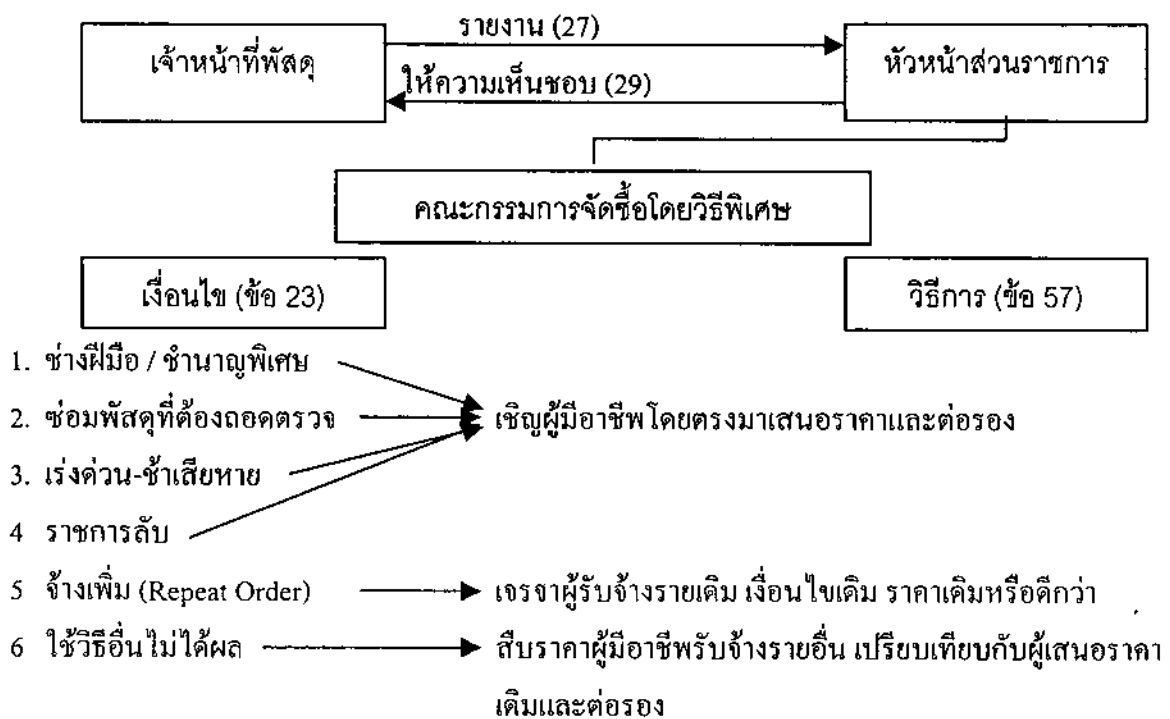 รายงาน (27)
เจ้าหน้าที่พัสดุ
หัวหน้าส่วนราชการ
ให้ความเห็นชอบ (29)
คณะกรรมการจัดซื้อโดยวิธีพิเศษ
เงื่อนไข (ข้อ 23)
วิธีการ (ข้อ 57)
1. ช่างฝีมือ / ชำนาญพิเศษ
2. ซ่อมพัสดุที่ต้องถอดตรวจ
เชิญผู้มีอาชีพโดยตรงมาเสนอราคาและต่อรอง
3. เร่งด่วน-ช้าเสียหาย
4 ราชการลับ
5 จ้างเพิ่ม (Repeat Order)
เจรจาผู้รับจ้างรายเดิม เงื่อนไขเดิม ราคาเดิมหรือดีกว่า
6 ใช้วิธีอื่นไม่ได้ผล
สืบราคาผู้มีอาชีพรับจ้างรายอื่น เปรียบเทียบกับผู้เสนอราคา
เดิมและต่อรอง